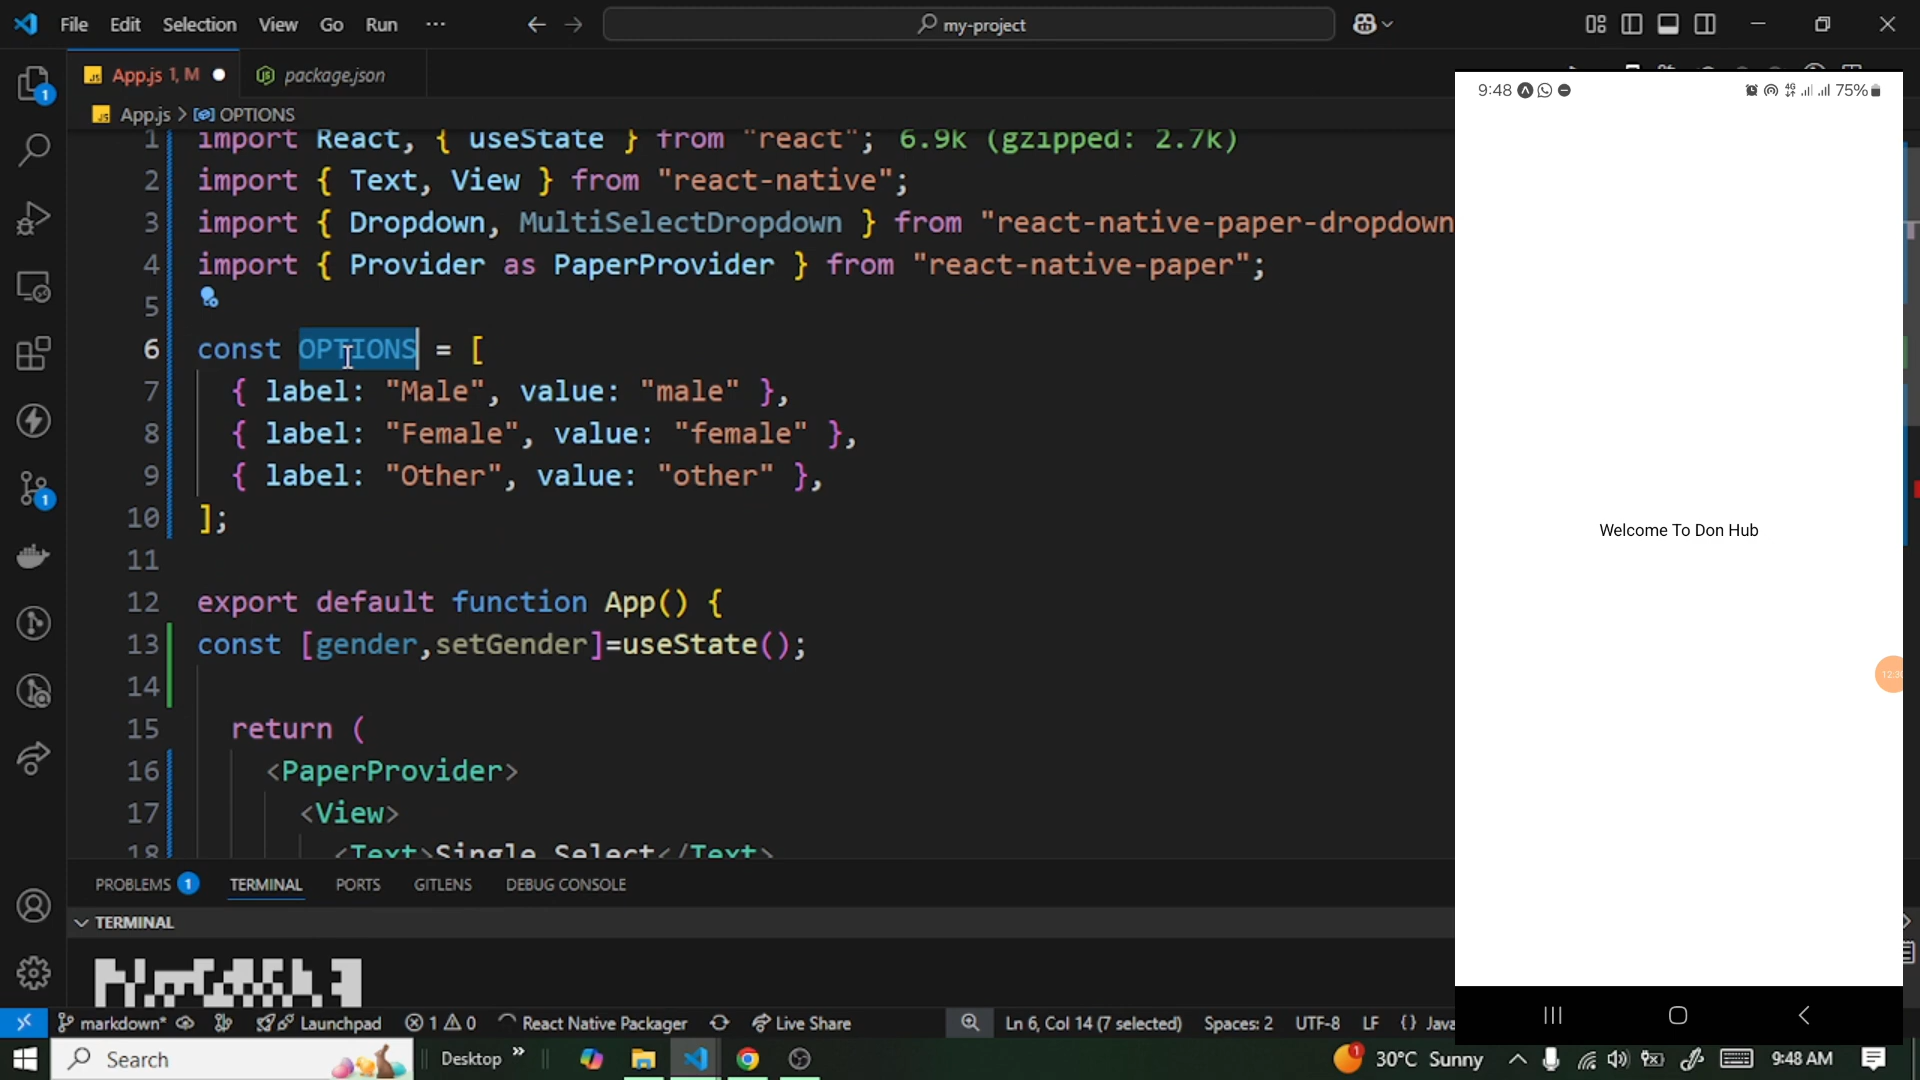 File Edit Selection View Go Run ··· my-project
App.js 1, M package.json
App.js > OPTIONS
1 import React, { useState } from "react"; 6.9k (gzipped: 2.7k)
2 import { Text, View } from "react-native";
3 import { Dropdown, MultiSelectDropdown } from "react-native-paper-dropdown
4 import { Provider as PaperProvider } from "react-native-paper";
5
6 const OPTIONS = [
7 { label: "Male", value: "male" },
8 { label: "Female", value: "female" },
9 { label: "Other", value: "other" },
10 ];
11
12 export default function App() {
13 const [gender,setGender]=useState();
14
15 return (
16 <PaperProvider>
17 <View>
18 <Text>Single Select</Text>
9:48 75%
Welcome To Don Hub
PROBLEMS 1 TERMINAL PORTS GITLENS DEBUG CONSOLE
TERMINAL
markdown* Launchpad 1 0 React Native Packager Live Share Ln 6, Col 14 (7 selected) Spaces: 2 UTF-8 LF {} Java
Search Desktop » 1 30°C Sunny 9:48 AM